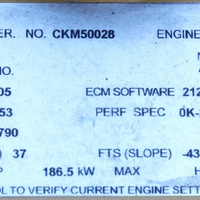 ER. NO. CKM50028 ENGINE
NO.
05 ECM SOFTWARE 212
53 PERF SPEC 0K-
790
) 37 FTS (SLOPE) -43
P 186.5 kW MAX H
OL TO VERIFY CURRENT ENGINE SETT